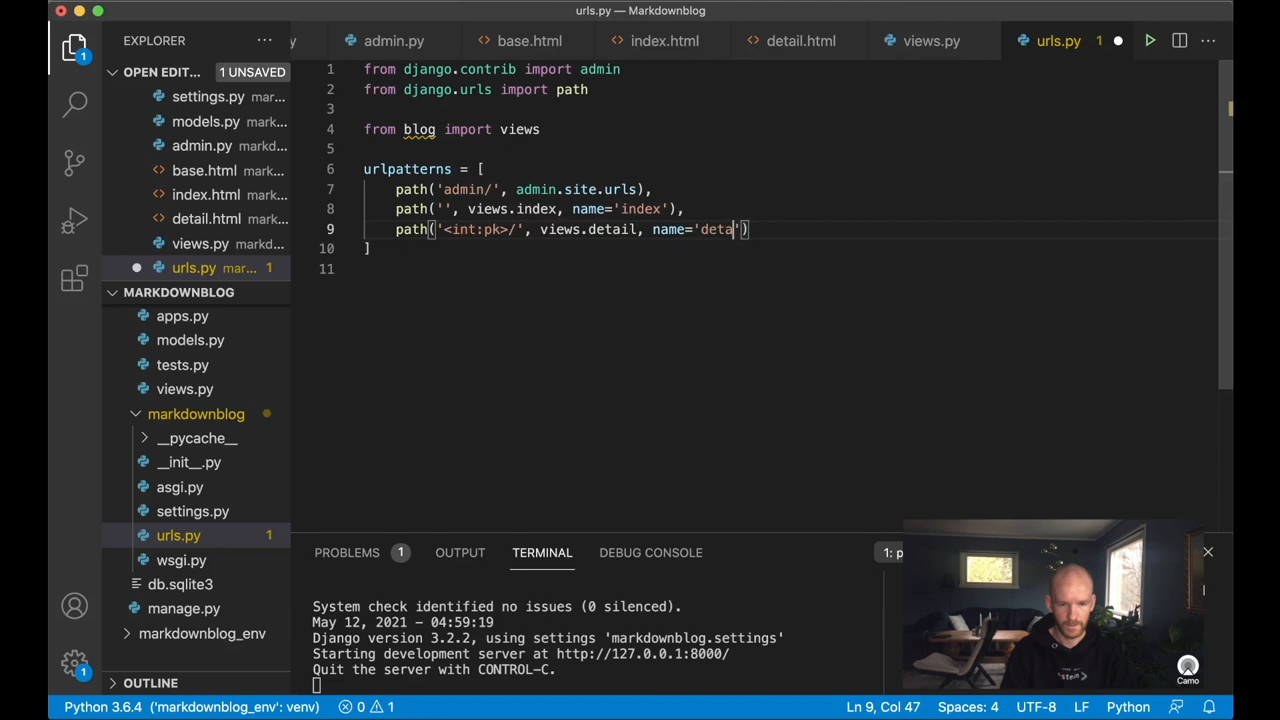 urls.py — Markdownblog
EXPLORER
y
admin.py
base.html
index.html
detail.html
views.py
urls.py 1
1
OPEN EDIT... 1 UNSAVED
settings.py mar...
models.py mark...
admin.py markd...
base.html mark...
index.html mark...
detail.html mark...
views.py mark...
urls.py mar... 1
MARKDOWNBLOG
apps.py
models.py
tests.py
views.py
markdownblog
__pycache__
__init__.py
asgi.py
settings.py
urls.py 1
wsgi.py
db.sqlite3
manage.py
markdownblog_env
OUTLINE
1 from django.contrib import admin
2 from django.urls import path
3
4 from blog import views
5
6 urlpatterns = [
7 path('admin/', admin.site.urls),
8 path('', views.index, name='index'),
9 path('<int:pk>/', views.detail, name='deta')
10 ]
11
PROBLEMS 1 OUTPUT TERMINAL DEBUG CONSOLE 1: p
System check identified no issues (0 silenced).
May 12, 2021 - 04:59:19
Django version 3.2.2, using settings 'markdownblog.settings'
Starting development server at http://127.0.0.1:8000/
Quit the server with CONTROL-C.
stein
Camo
1
Python 3.6.4 ('markdownblog_env': venv) 0 1 Ln 9, Col 47 Spaces: 4 UTF-8 LF Python